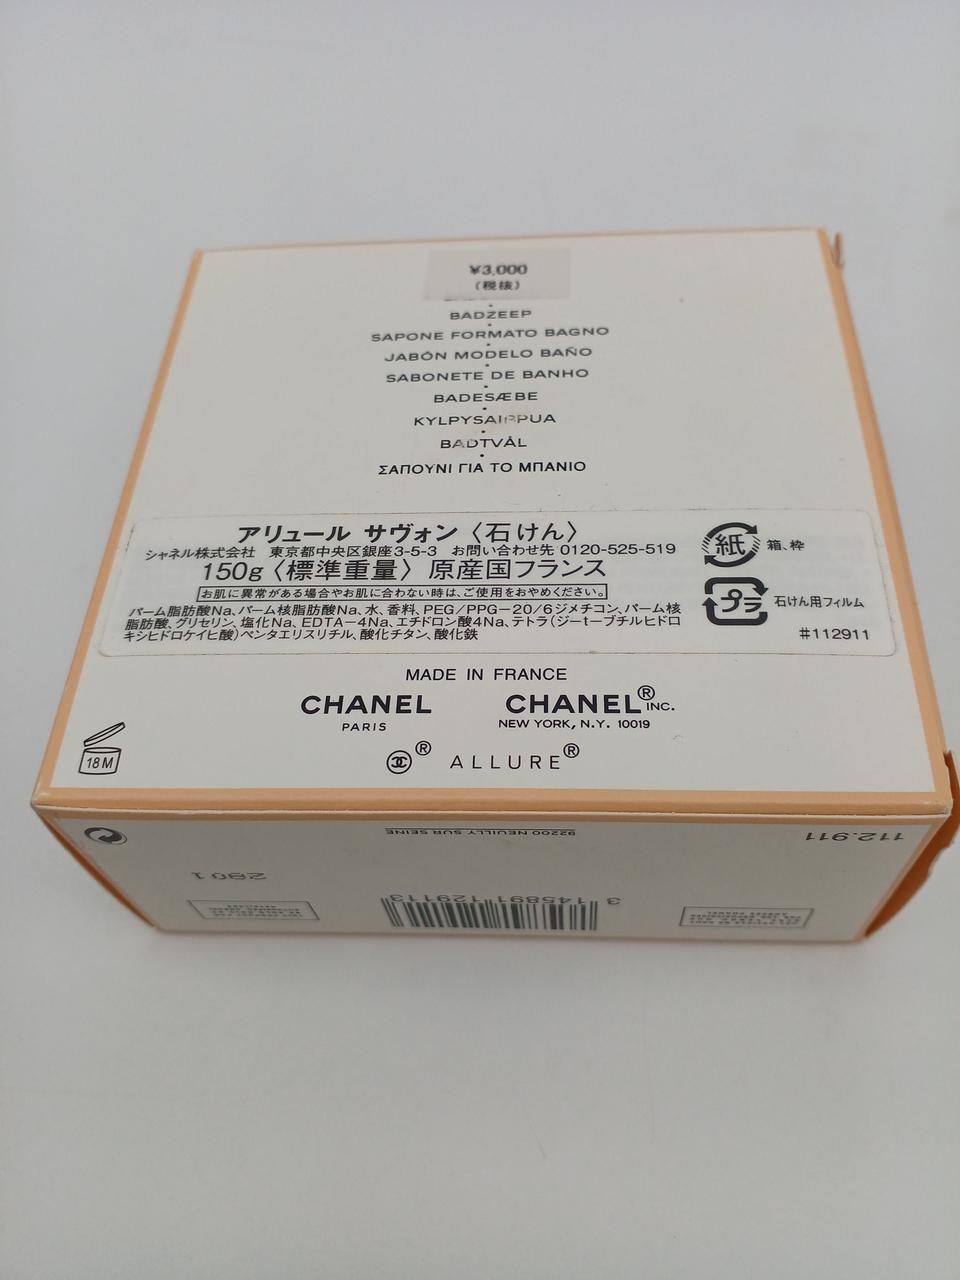 ¥3,000
(税抜)
BADZEEP
SAPONE FORMATO BAGNO
JABÓN MODELO BAÑO
SABONETE DE BANHO
BADESÆBE
KYLPYSAIPPUA
BADTVÅL
ΣΑΠΟΥΝΙ ΓΙΑ ΤΟ ΜΠΑΝΙΟ
アリュール サヴォン〈石けん〉
シャネル株式会社 東京都中央区銀座3-5-3 お問い合わせ先 0120-525-519
150g〈標準重量〉原産国フランス
お肌に異常がある場合やお肌に合わない時は、ご使用をおやめください。
パーム脂肪酸Na、パーム核脂肪酸Na、水、香料、PEG/PPG-20/6ジメチコン、パーム核
脂肪酸、グリセリン、塩化Na、EDTA-4Na、エチドロン酸4Na、テトラ(ジーtーブチルヒドロ
キシヒドロケイヒ酸)ペンタエリスリチル、酸化チタン、酸化鉄
紙 箱、枠
プラ 石けん用フィルム
#112911
MADE IN FRANCE
CHANEL CHANEL® INC.
PARIS NEW YORK, N.Y. 10019
® ALLURE®
18M
92200 NEUILLY SUR SEINE
112.911
2801
3 145891 129113